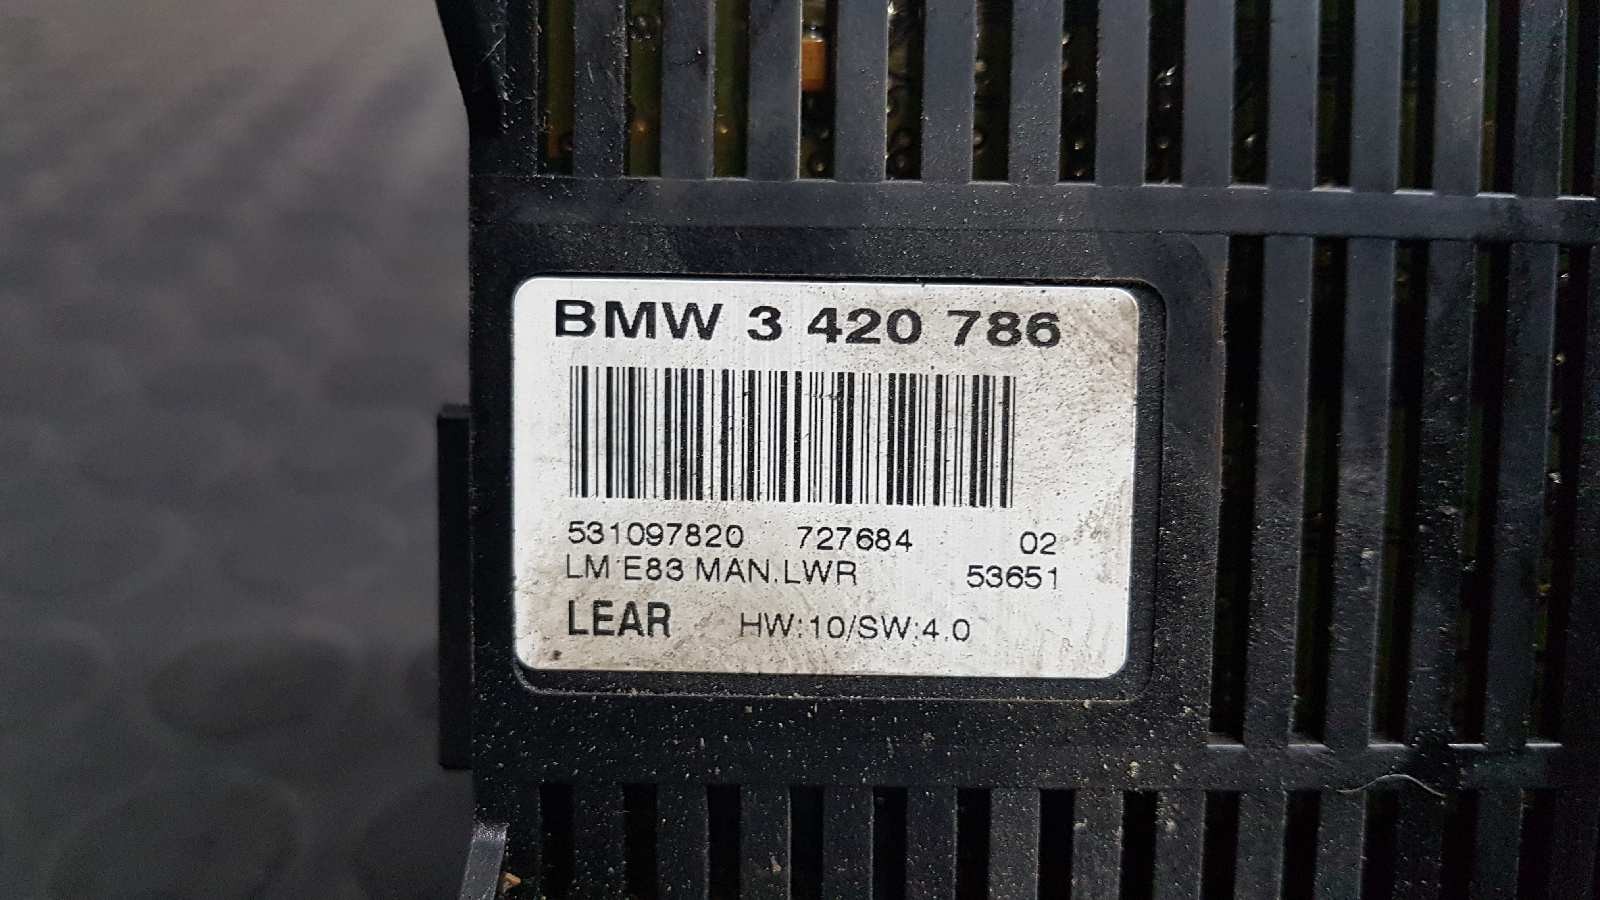 BMW 3 420 786
531097820 727684 02
LM E83 MAN.LWR 53651
LEAR HW:10/SW:4.0